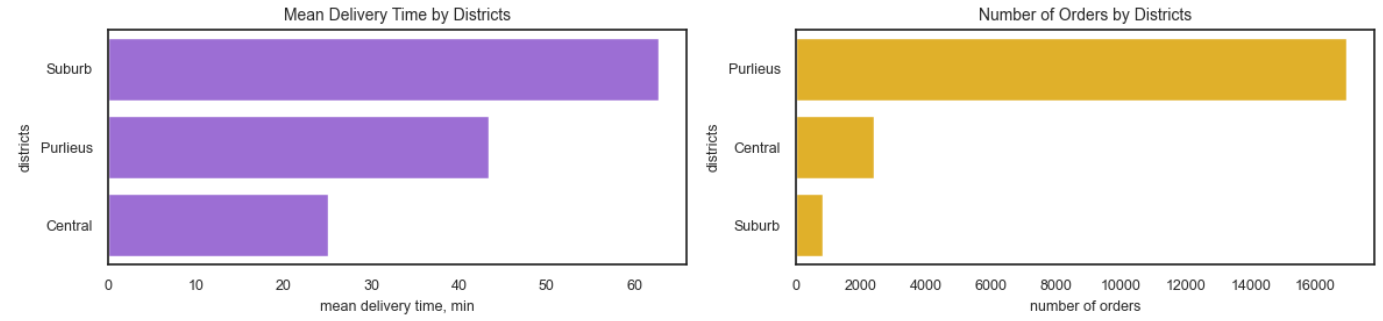 Mean Delivery Time by Districts
districts
Suburb
Purlieus
Central
0 10 20 30 40 50 60
mean delivery time, min
Number of Orders by Districts
districts
Purlieus
Central
Suburb
0 2000 4000 6000 8000 10000 12000 14000 16000
number of orders